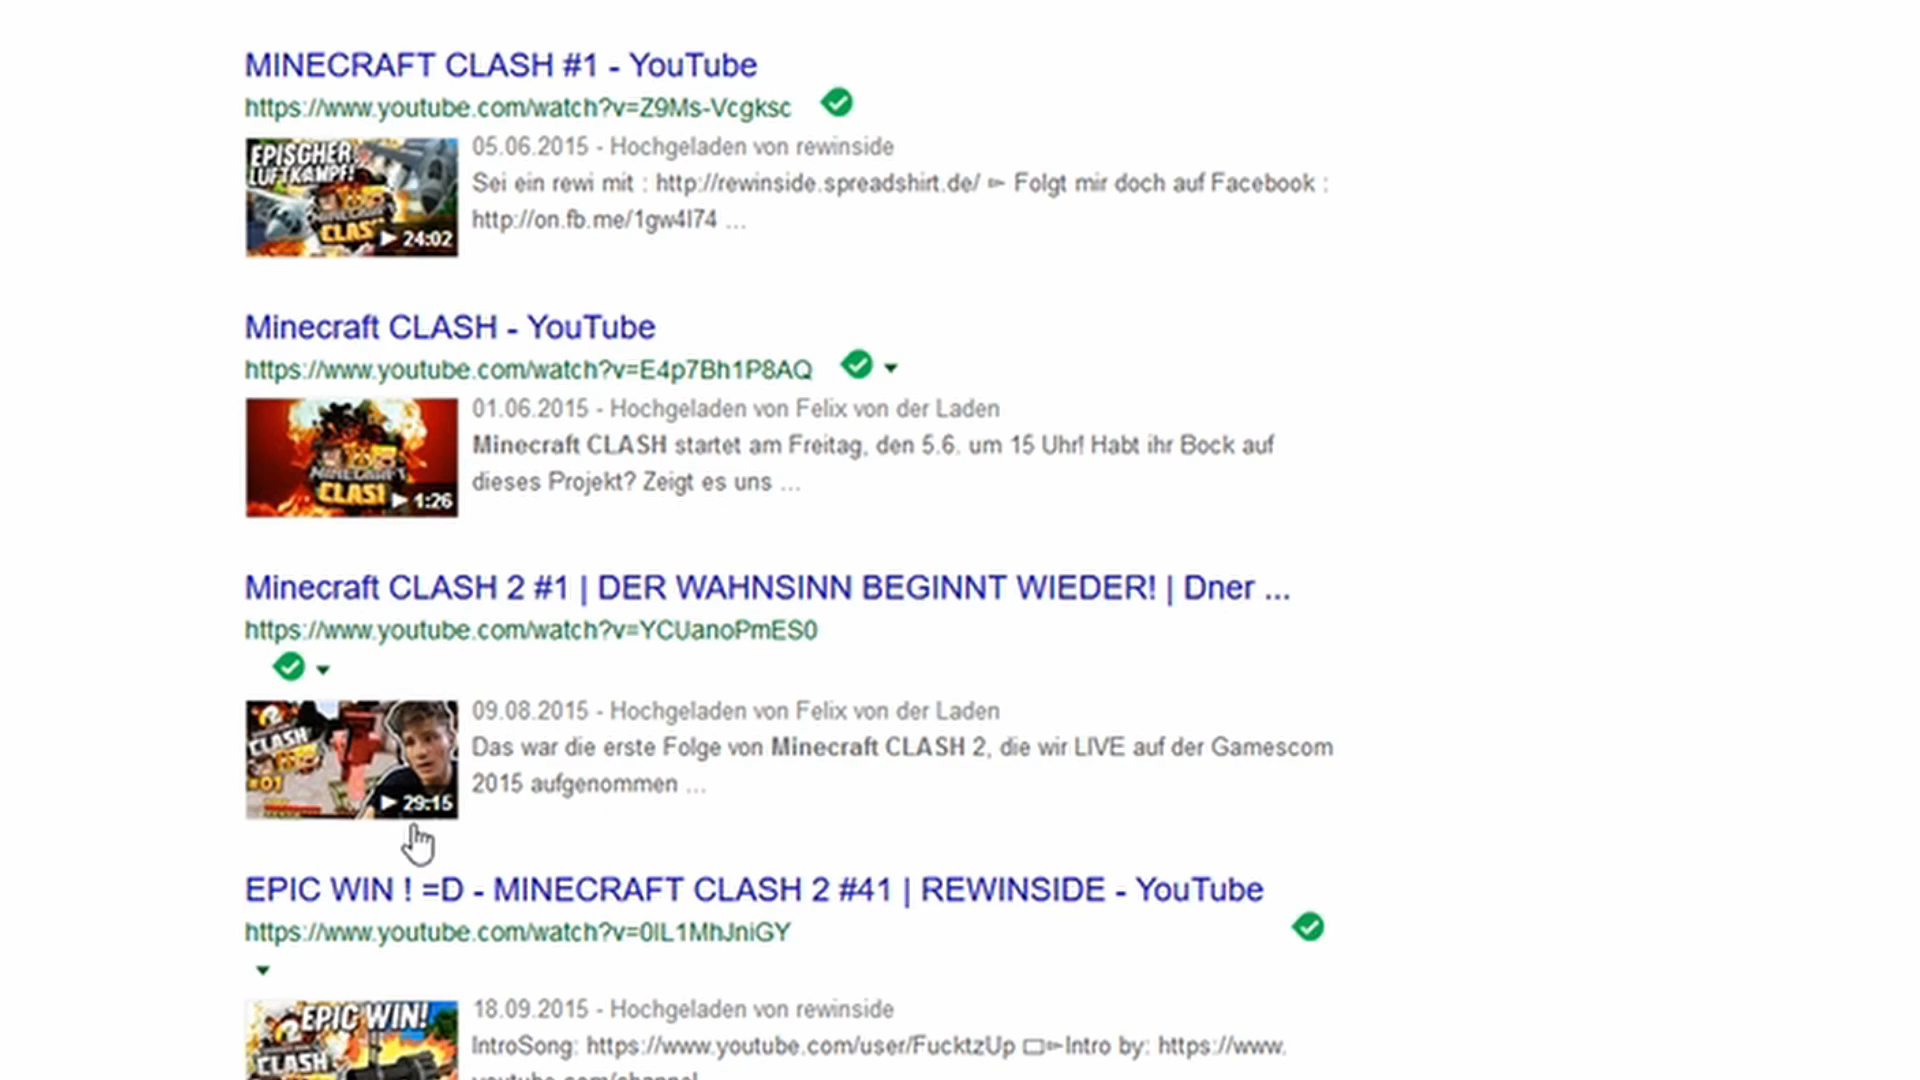 MINECRAFT CLASH #1 - YouTube
https://www.youtube.com/watch?v=Z9Ms-Vcgksc
EPISCHER
LUFTKAMPF!
MINECRAFT
CLAS
24:02
05.06.2015 - Hochgeladen von rewinside
Sei ein rewi mit : http://rewinside.spreadshirt.de/ ► Folgt mir doch auf Facebook :
http://on.fb.me/1gw4I74 ...
Minecraft CLASH - YouTube
https://www.youtube.com/watch?v=E4p7Bh1P8AQ
MINECRAFT
CLASH
1:26
01.06.2015 - Hochgeladen von Felix von der Laden
Minecraft CLASH startet am Freitag, den 5.6. um 15 Uhr! Habt ihr Bock auf
dieses Projekt? Zeigt es uns ...
Minecraft CLASH 2 #1 | DER WAHNSINN BEGINNT WIEDER! | Dner ...
https://www.youtube.com/watch?v=YCUanoPmES0
2
CLASH
#01
29:15
09.08.2015 - Hochgeladen von Felix von der Laden
Das war die erste Folge von Minecraft CLASH 2, die wir LIVE auf der Gamescom
2015 aufgenommen ...
EPIC WIN ! =D - MINECRAFT CLASH 2 #41 | REWINSIDE - YouTube
https://www.youtube.com/watch?v=0lL1MhJniGY
EPIC WIN!
2
CLASH
18.09.2015 - Hochgeladen von rewinside
IntroSong: https://www.youtube.com/user/FucktzUp □►Intro by: https://www.
youtube.com/channel